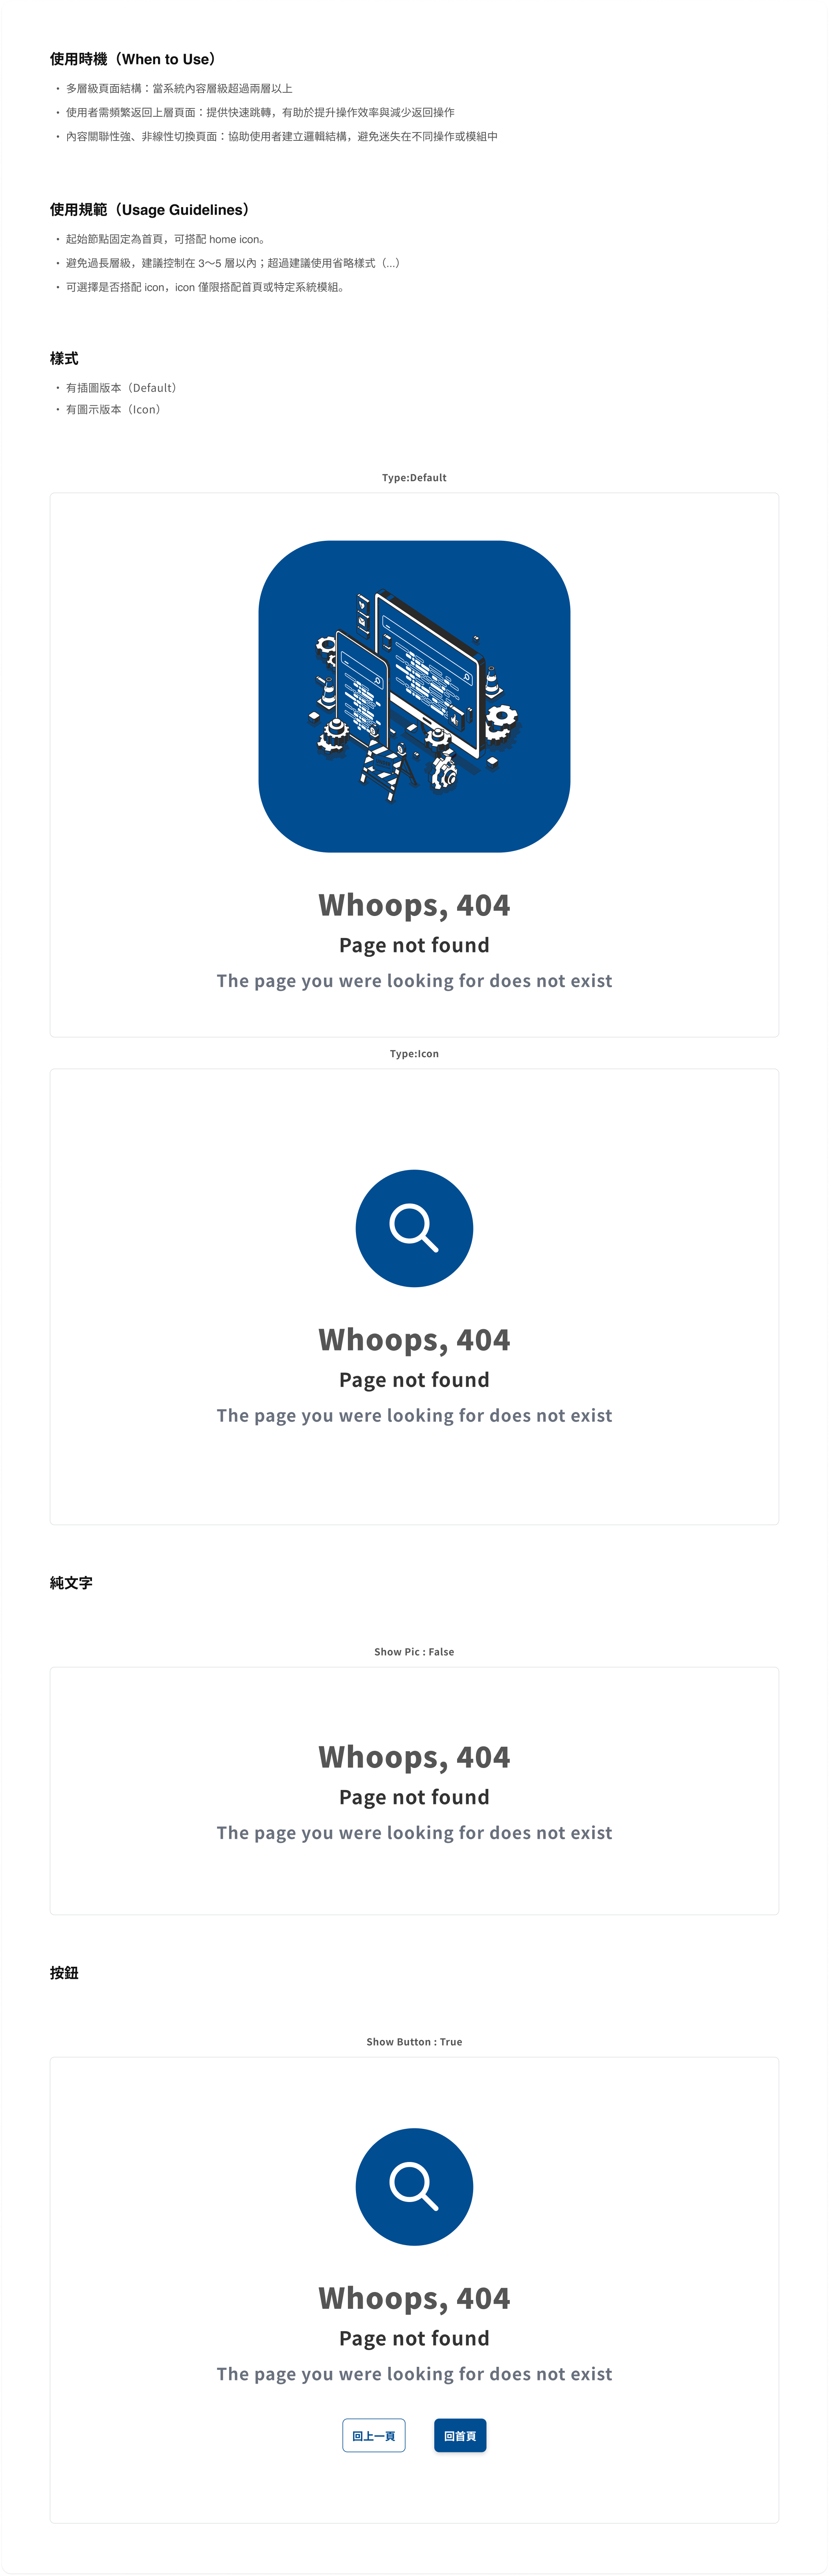 使用時機（When to Use）
• 多層級頁面結構：當系統內容層級超過兩層以上
• 使用者需頻繁返回上層頁面：提供快速跳轉，有助於提升操作效率與減少返回操作
• 內容關聯性強、非線性切換頁面：協助使用者建立邏輯結構，避免迷失在不同操作或模組中
使用規範（Usage Guidelines）
• 起始節點固定為首頁，可搭配 home icon。
• 避免過長層級，建議控制在 3～5 層以內；超過建議使用省略樣式（...）
• 可選擇是否搭配 icon，icon 僅限搭配首頁或特定系統模組。
樣式
• 有插圖版本（Default）
• 有圖示版本（Icon）
Type:Default
Whoops, 404
Page not found
The page you were looking for does not exist
Type:Icon
Whoops, 404
Page not found
The page you were looking for does not exist
純文字
Show Pic : False
Whoops, 404
Page not found
The page you were looking for does not exist
按鈕
Show Button : True
Whoops, 404
Page not found
The page you were looking for does not exist
回上一頁 回首頁